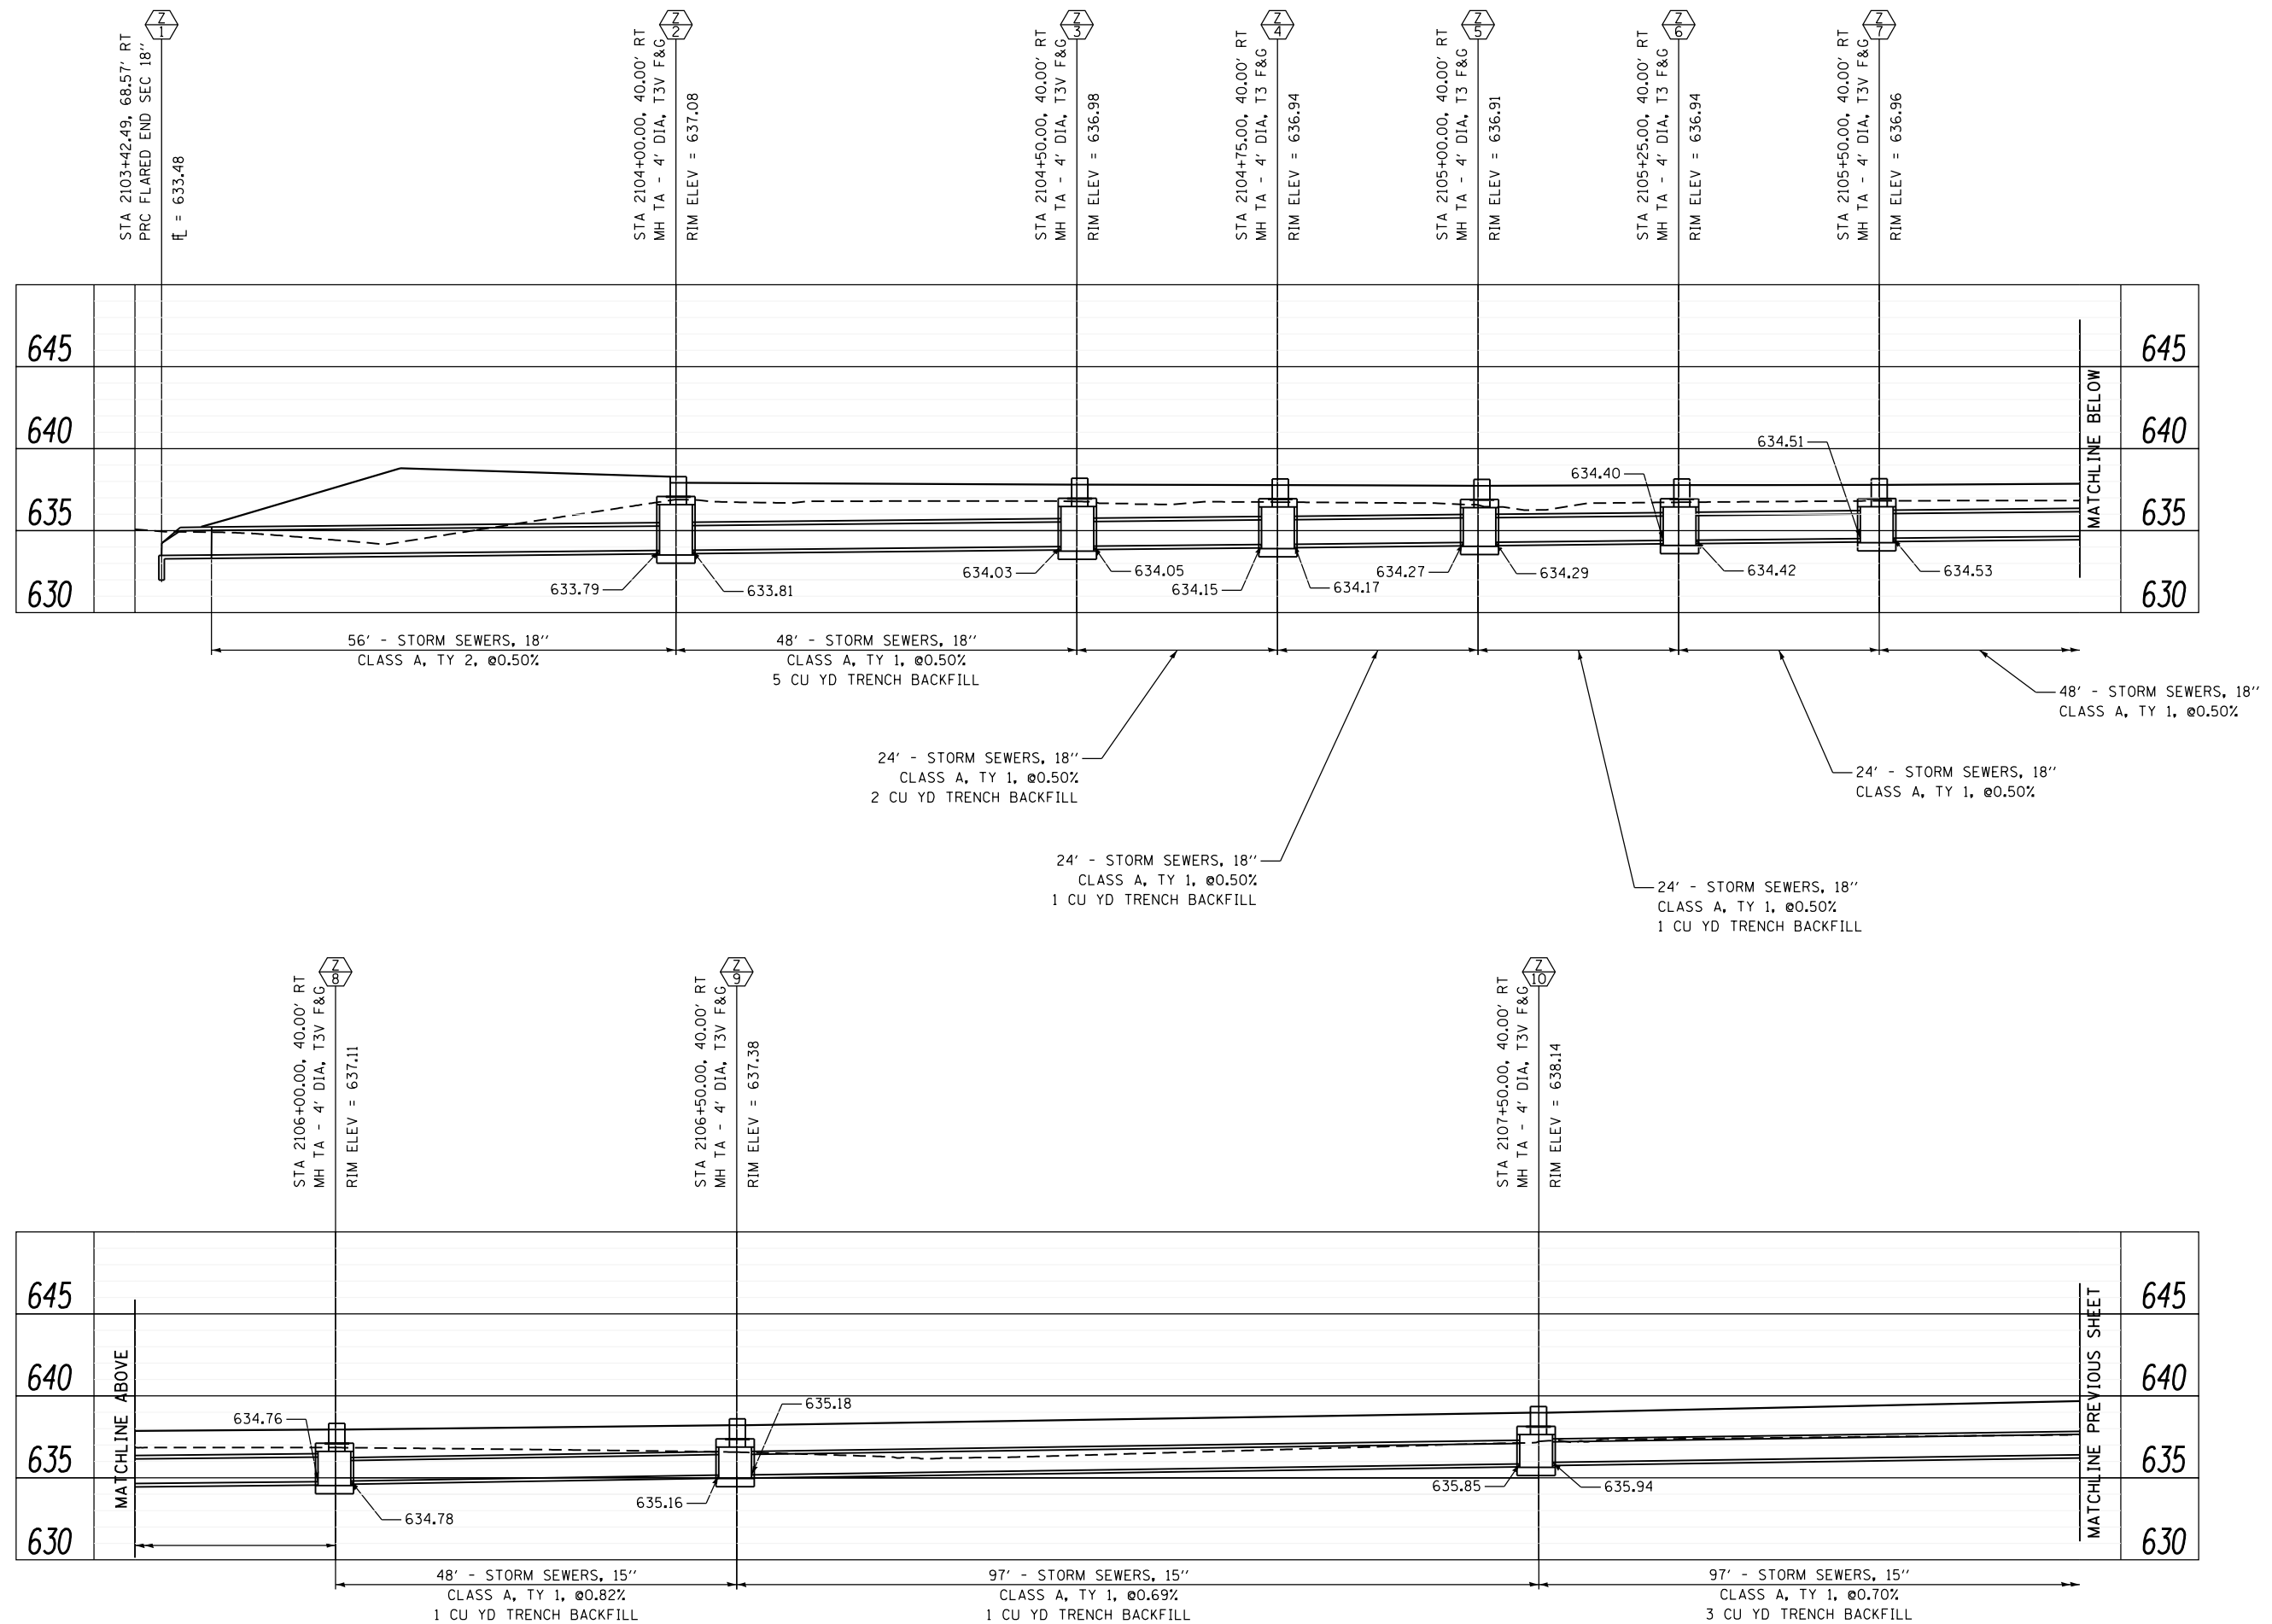 Z
1
STA 2103+42.49, 68.57' RT
PRC FLARED END SEC 18"
FL = 633.48
Z
2
STA 2104+00.00, 40.00' RT
MH TA - 4' DIA, T3V F&G
RIM ELEV = 637.08
Z
3
STA 2104+50.00, 40.00' RT
MH TA - 4' DIA, T3V F&G
RIM ELEV = 636.98
Z
4
STA 2104+75.00, 40.00' RT
MH TA - 4' DIA, T3 F&G
RIM ELEV = 636.94
Z
5
STA 2105+00.00, 40.00' RT
MH TA - 4' DIA, T3 F&G
RIM ELEV = 636.91
Z
6
STA 2105+25.00, 40.00' RT
MH TA - 4' DIA, T3 F&G
RIM ELEV = 636.94
Z
7
STA 2105+50.00, 40.00' RT
MH TA - 4' DIA, T3V F&G
RIM ELEV = 636.96
645
640
635
630
645
640
635
630
MATCHLINE BELOW
633.79
633.81
634.03
634.05
634.15
634.17
634.27
634.29
634.40
634.42
634.51
634.53
56' - STORM SEWERS, 18"
CLASS A, TY 2, @0.50%
48' - STORM SEWERS, 18"
CLASS A, TY 1, @0.50%
5 CU YD TRENCH BACKFILL
24' - STORM SEWERS, 18"
CLASS A, TY 1, @0.50%
2 CU YD TRENCH BACKFILL
24' - STORM SEWERS, 18"
CLASS A, TY 1, @0.50%
1 CU YD TRENCH BACKFILL
24' - STORM SEWERS, 18"
CLASS A, TY 1, @0.50%
1 CU YD TRENCH BACKFILL
24' - STORM SEWERS, 18"
CLASS A, TY 1, @0.50%
48' - STORM SEWERS, 18"
CLASS A, TY 1, @0.50%
Z
8
STA 2106+00.00, 40.00' RT
MH TA - 4' DIA, T3V F&G
RIM ELEV = 637.11
Z
9
STA 2106+50.00, 40.00' RT
MH TA - 4' DIA, T3V F&G
RIM ELEV = 637.38
Z
10
STA 2107+50.00, 40.00' RT
MH TA - 4' DIA, T3V F&G
RIM ELEV = 638.14
645
640
635
630
645
640
635
630
MATCHLINE ABOVE
MATCHLINE PREVIOUS SHEET
634.76
634.78
635.16
635.18
635.85
635.94
48' - STORM SEWERS, 15"
CLASS A, TY 1, @0.82%
1 CU YD TRENCH BACKFILL
97' - STORM SEWERS, 15"
CLASS A, TY 1, @0.69%
1 CU YD TRENCH BACKFILL
97' - STORM SEWERS, 15"
CLASS A, TY 1, @0.70%
3 CU YD TRENCH BACKFILL